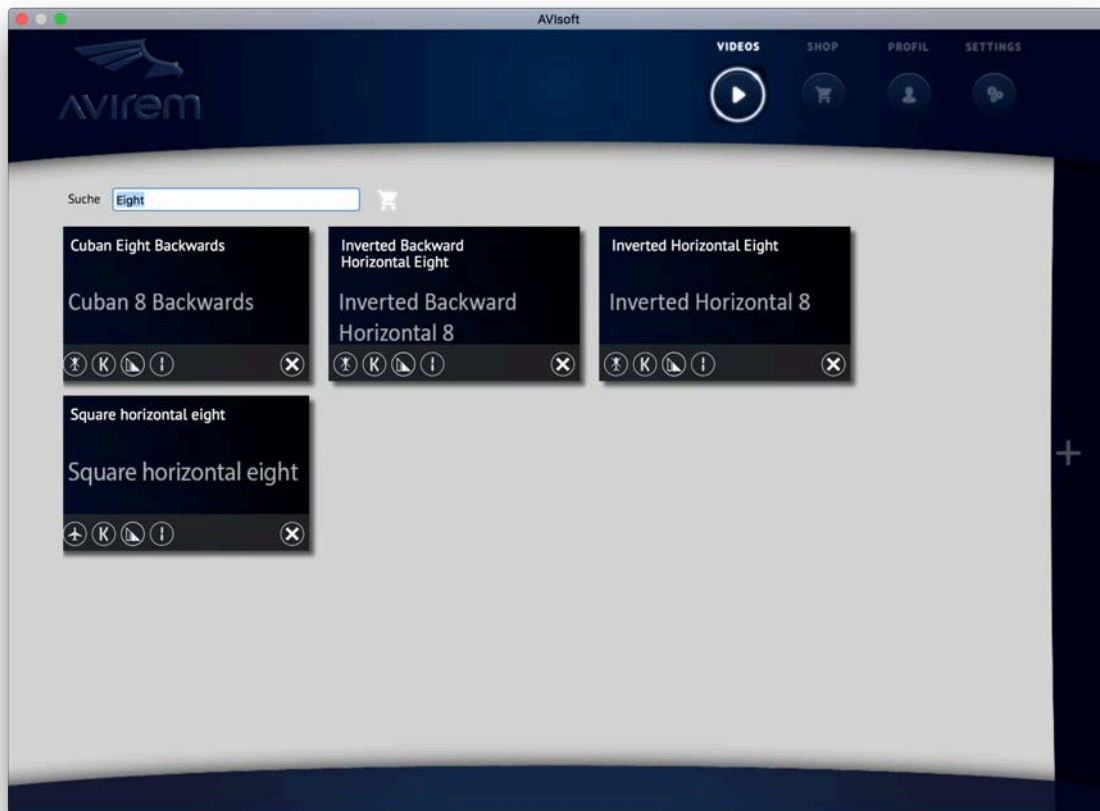 AVIsoft
AVIrem
VIDEOS SHOP PROFIL SETTINGS
Suche Eight
Cuban Eight Backwards
Cuban 8 Backwards
K
Inverted Backward
Horizontal Eight
Inverted Backward
Horizontal 8
K
Inverted Horizontal Eight
Inverted Horizontal 8
K
Square horizontal eight
Square horizontal eight
K